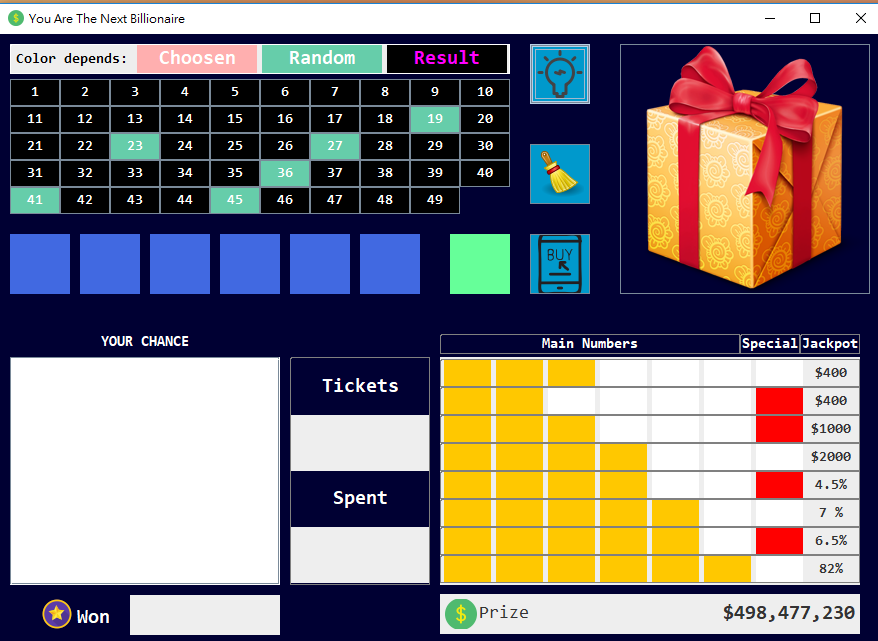 You Are The Next Billionaire
Color depends: Choosen Random Result
1 2 3 4 5 6 7 8 9 10
11 12 13 14 15 16 17 18 19 20
21 22 23 24 25 26 27 28 29 30
31 32 33 34 35 36 37 38 39 40
41 42 43 44 45 46 47 48 49
BUY
YOUR CHANCE
Tickets
Spent
Won
Main Numbers Special Jackpot
$400
$400
$1000
$2000
4.5%
7 %
6.5%
82%
$ Prize $498,477,230